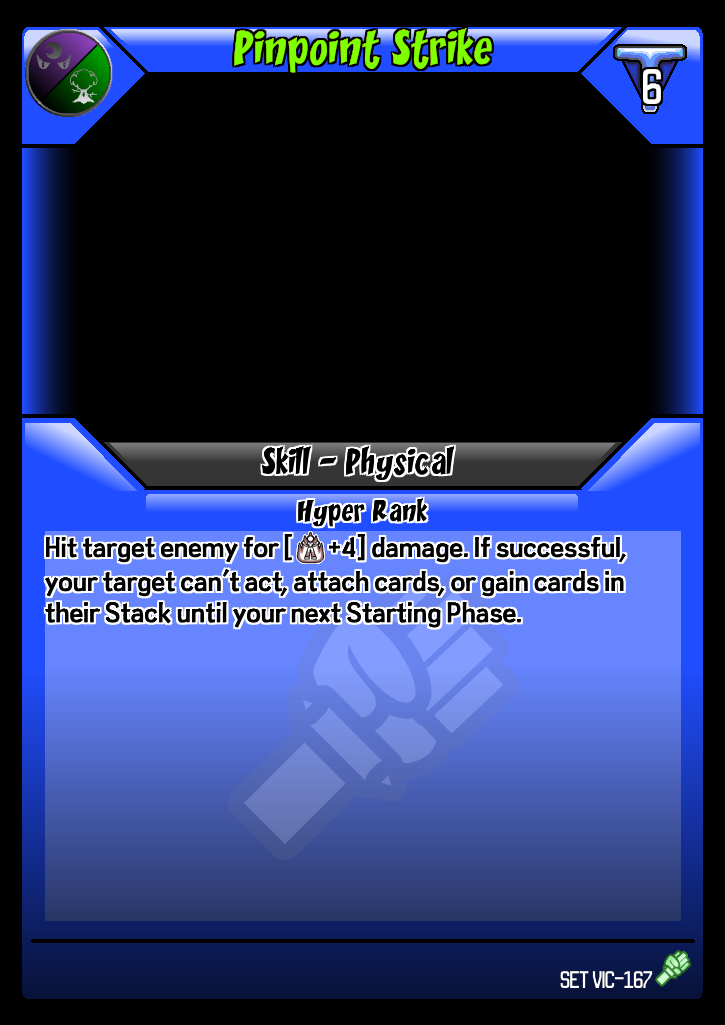 Pinpoint Strike
6
Skill - Physical
Hyper Rank
Hit target enemy for [ +4] damage. If successful,
your target can't act, attach cards, or gain cards in
their Stack until your next Starting Phase.
SET VIC-167